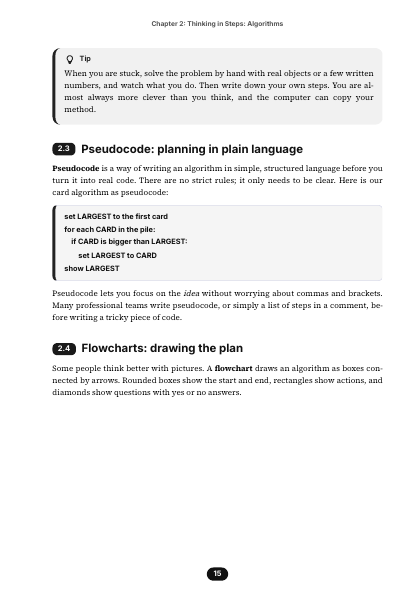 Chapter 2: Thinking in Steps: Algorithms
Tip
When you are stuck, solve the problem by hand with real objects or a few written
numbers, and watch what you do. Then write down your own steps. You are al-
most always more clever than you think, and the computer can copy your
method.
2.3 Pseudocode: planning in plain language
Pseudocode is a way of writing an algorithm in simple, structured language before you
turn it into real code. There are no strict rules; it only needs to be clear. Here is our
card algorithm as pseudocode:
set LARGEST to the first card
for each CARD in the pile:
if CARD is bigger than LARGEST:
set LARGEST to CARD
show LARGEST
Pseudocode lets you focus on the idea without worrying about commas and brackets.
Many professional teams write pseudocode, or simply a list of steps in a comment, be-
fore writing a tricky piece of code.
2.4 Flowcharts: drawing the plan
Some people think better with pictures. A flowchart draws an algorithm as boxes con-
nected by arrows. Rounded boxes show the start and end, rectangles show actions, and
diamonds show questions with yes or no answers.
15